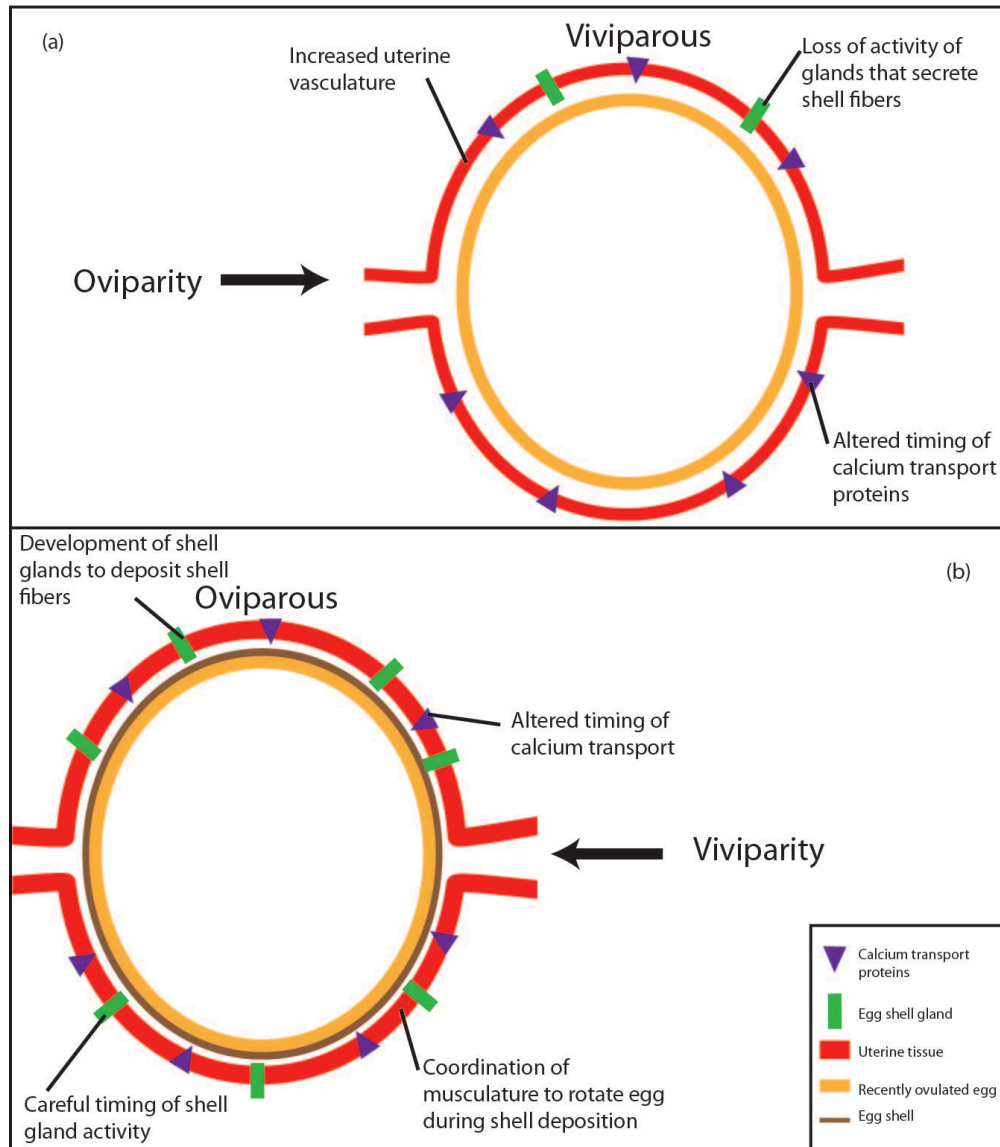 (a)
Viviparous
Increased uterine
vasculature
Loss of activity of
glands that secrete
shell fibers
Oviparity
Altered timing of
calcium transport
proteins
Development of shell
glands to deposit shell
fibers
(b)
Oviparous
Altered timing of
calcium transport
Viviparity
Careful timing of shell
gland activity
Coordination of
musculature to rotate egg
during shell deposition
Calcium transport
proteins
Egg shell gland
Uterine tissue
Recently ovulated egg
Egg shell